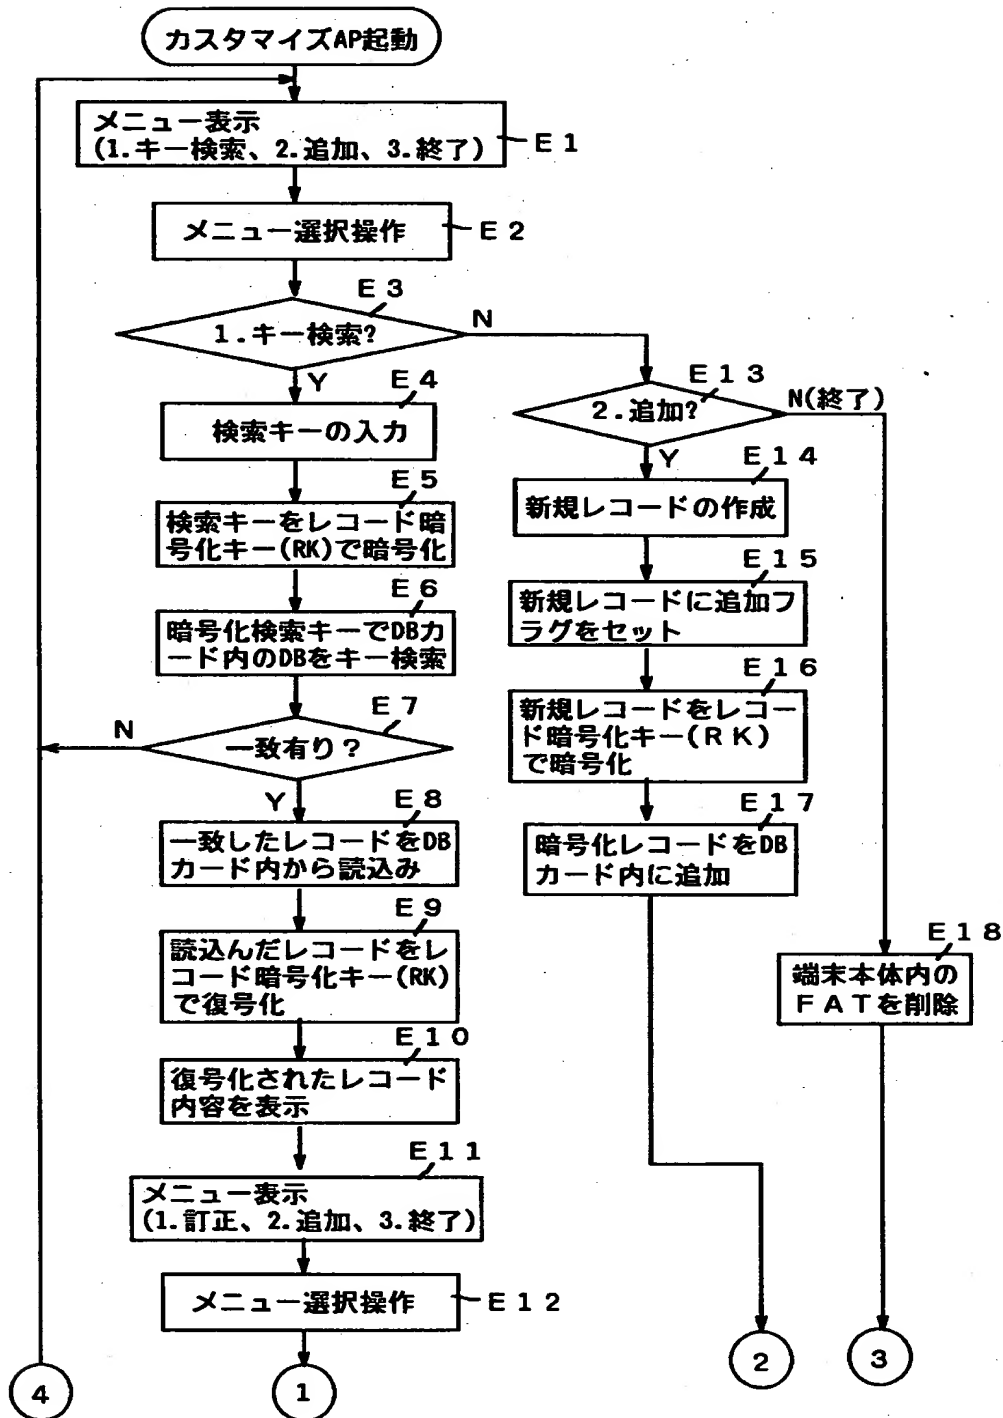 カスタマイズAP起動
メニュー表示
(1.キー検索、2.追加、3.終了)
E1
メニュー選択操作
E2
E3
1.キー検索?
N
Y
E4
検索キーの入力
E5
検索キーをレコード暗
号化キー(RK)で暗号化
E6
暗号化検索キーでDBカ
ード内のDBをキー検索
E7
一致有り?
N
Y
E8
一致したレコードをDB
カード内から読込み
E9
読込んだレコードをレ
コード暗号化キー(RK)
で復号化
E10
復号化されたレコード
内容を表示
E11
メニュー表示
(1.訂正、2.追加、3.終了)
メニュー選択操作
E12
4
1
E13
2.追加?
N(終了)
Y
E14
新規レコードの作成
E15
新規レコードに追加フ
ラグをセット
E16
新規レコードをレコー
ド暗号化キー(RK)
で暗号化
E17
暗号化レコードをDB
カード内に追加
E18
端末本体内の
FATを削除
2
3